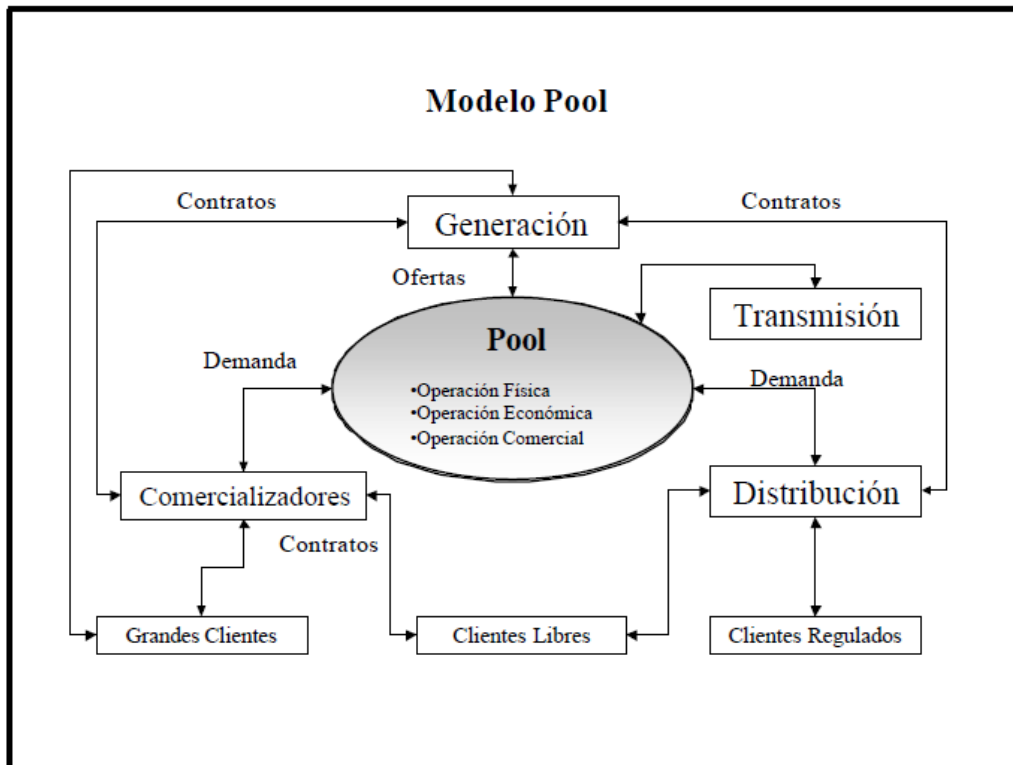 Modelo Pool
Contratos
Contratos
Generación
Ofertas
Transmisión
Pool
Demanda
Demanda
•Operación Física
•Operación Económica
•Operación Comercial
Comercializadores
Distribución
Contratos
Grandes Clientes
Clientes Libres
Clientes Regulados